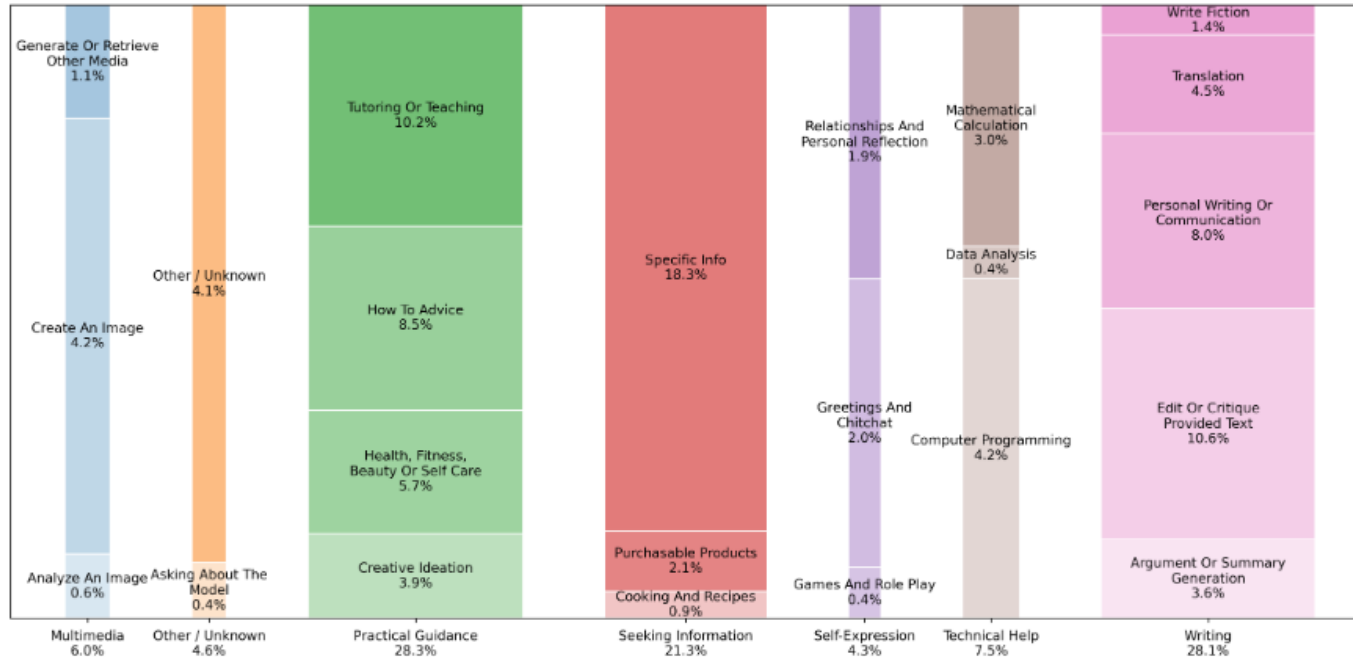 Generate Or Retrieve
Other Media
1.1%
Create An Image
4.2%
Analyze An Image
0.6%
Multimedia
6.0%
Other / Unknown
4.1%
Asking About The
Model
0.4%
Other / Unknown
4.6%
Tutoring Or Teaching
10.2%
How To Advice
8.5%
Health, Fitness,
Beauty Or Self Care
5.7%
Creative Ideation
3.9%
Practical Guidance
28.3%
Specific Info
18.3%
Purchasable Products
2.1%
Cooking And Recipes
0.9%
Seeking Information
21.3%
Relationships And
Personal Reflection
1.9%
Greetings And
Chitchat
2.0%
Games And Role Play
0.4%
Self-Expression
4.3%
Mathematical
Calculation
3.0%
Data Analysis
0.4%
Computer Programming
4.2%
Technical Help
7.5%
Write Fiction
1.4%
Translation
4.5%
Personal Writing Or
Communication
8.0%
Edit Or Critique
Provided Text
10.6%
Argument Or Summary
Generation
3.6%
Writing
28.1%